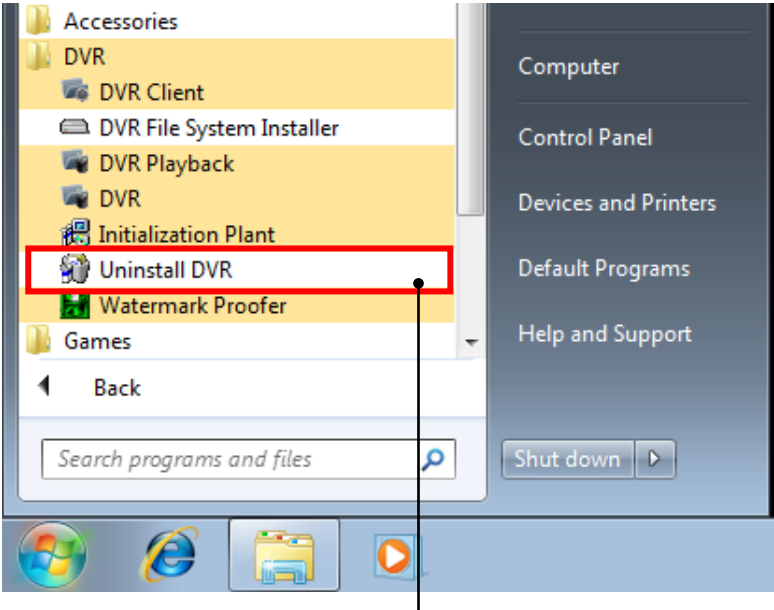 Accessories
DVR
DVR Client
DVR File System Installer
DVR Playback
DVR
Initialization Plant
Uninstall DVR
Watermark Proofer
Games
Back
Search programs and files
Computer
Control Panel
Devices and Printers
Default Programs
Help and Support
Shut down